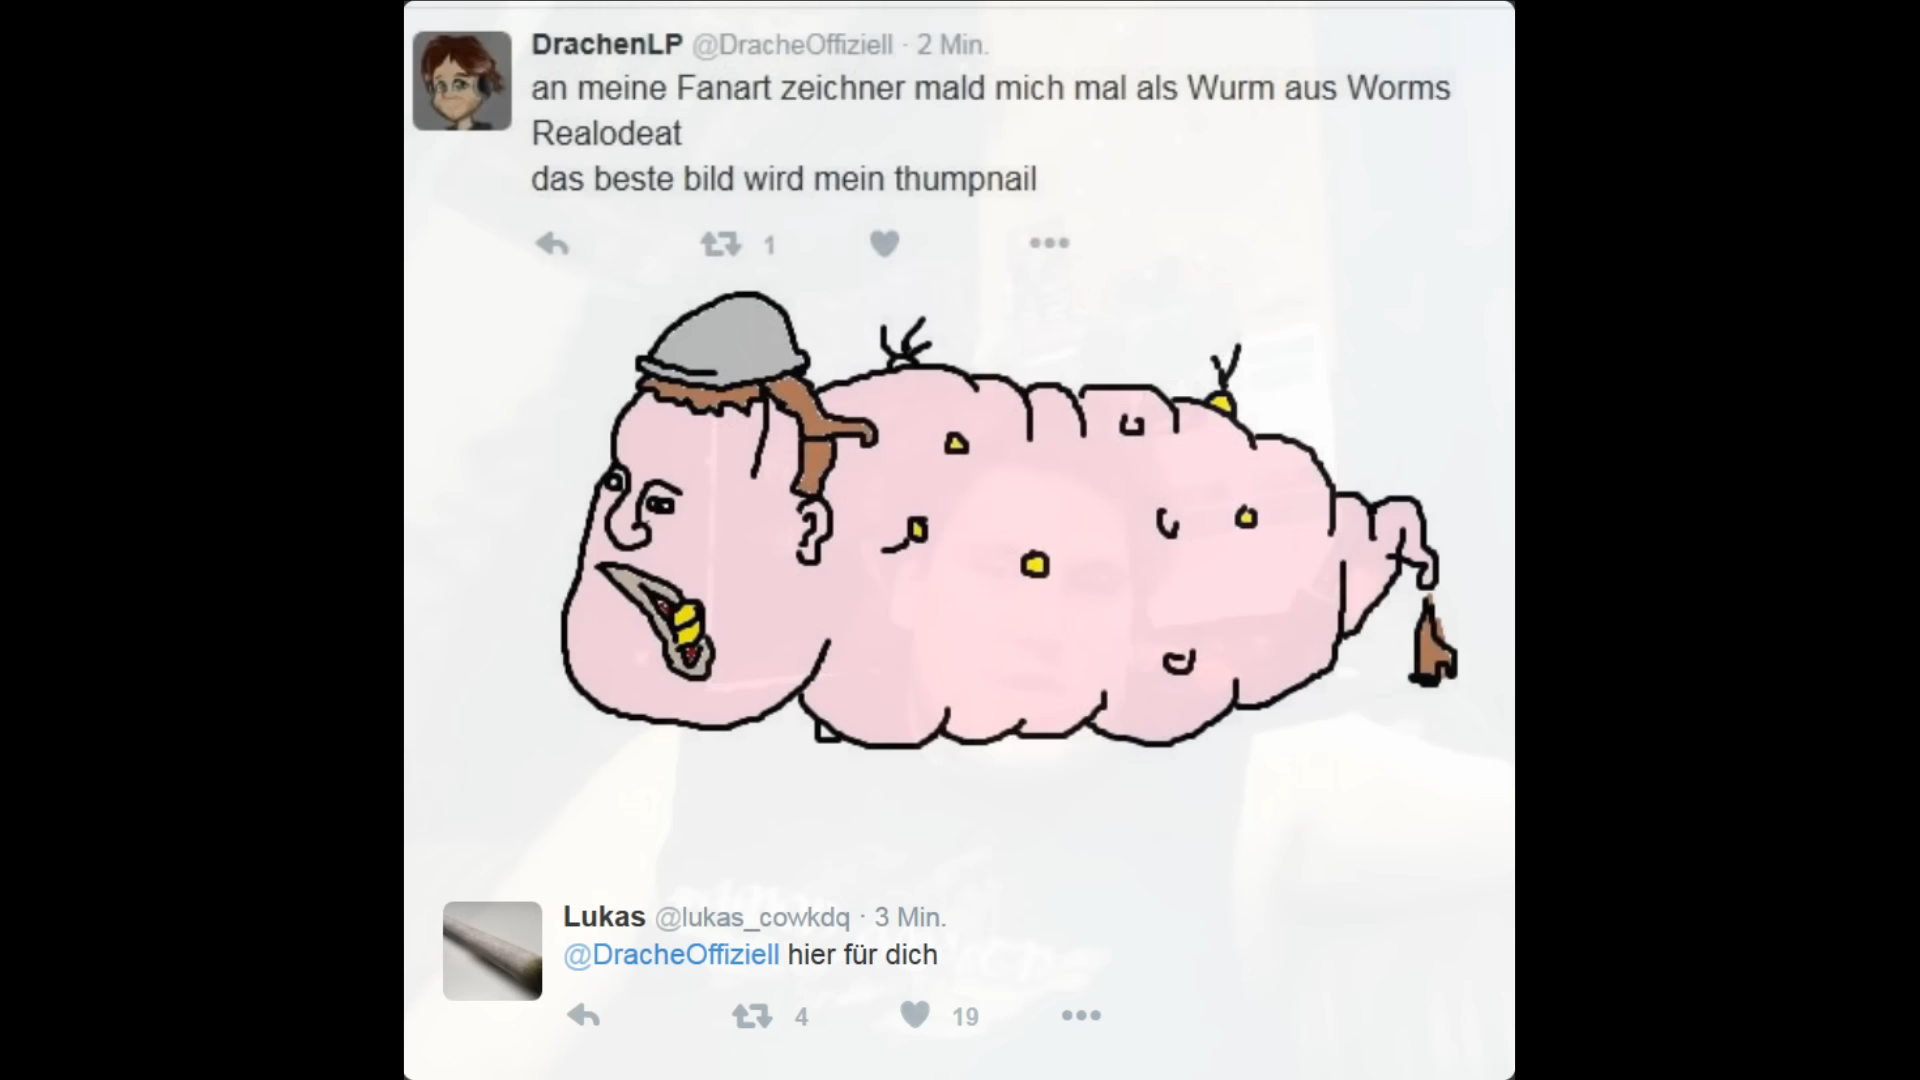 DrachenLP @DracheOffiziell · 2 Min.
an meine Fanart zeichner mald mich mal als Wurm aus Worms
Realodeat
das beste bild wird mein thumpnail
1
Lukas @lukas_cowkdq · 3 Min.
@DracheOffiziell hier für dich
4 19